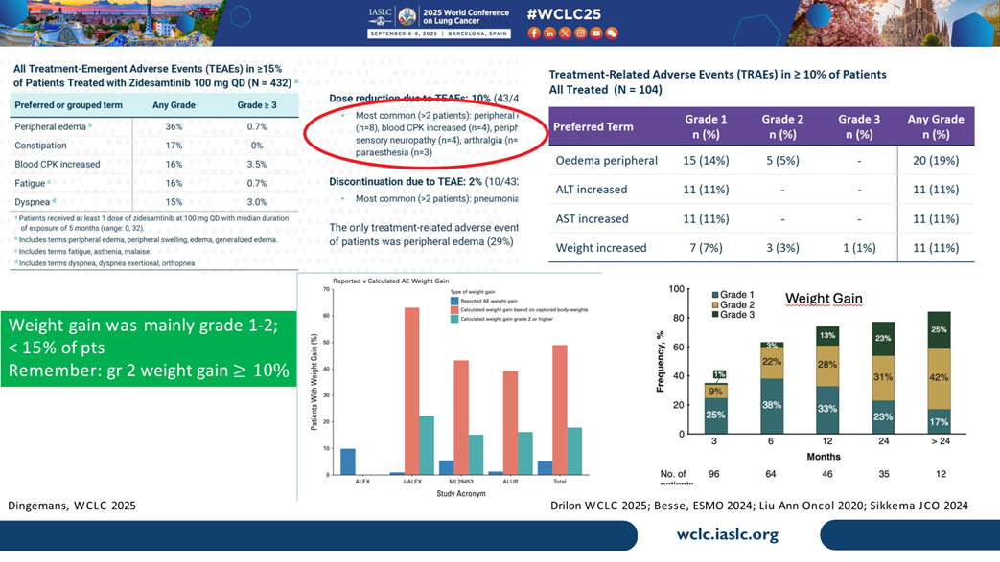 IASLC
2025 World Conference
on Lung Cancer
SEPTEMBER 6-9, 2025 | BARCELONA, SPAIN
#WCLC25
All Treatment-Emergent Adverse Events (TEAEs) in ≥15%
of Patients Treated with Zidesamtinib 100 mg QD (N = 432) a
Preferred or grouped term Any Grade Grade ≥ 3
Peripheral edema b 36% 0.7%
Constipation 17% 0%
Blood CPK increased 16% 3.5%
Fatigue c 16% 0.7%
Dyspnea d 15% 3.0%
a Patients received at least 1 dose of zidesamtinib at 100 mg QD with median duration
of exposure of 5 months (range: 0, 32).
b Includes terms peripheral edema, peripheral swelling, edema, generalized edema.
c Includes terms fatigue, asthenia, malaise.
d Includes terms dyspnea, dyspnea exertional, orthopnea
Dose reduction due to TEAEs: 10% (43/4
• Most common (>2 patients): peripheral
(n=8), blood CPK increased (n=4), periph
sensory neuropathy (n=4), arthralgia (n=
paraesthesia (n=3)
Discontinuation due to TEAE: 2% (10/432
• Most common (>2 patients): pneumonia
The only treatment-related adverse event
of patients was peripheral edema (29%)
Treatment-Related Adverse Events (TRAEs) in ≥ 10% of Patients
All Treated (N = 104)
Preferred Term Grade 1 n (%) Grade 2 n (%) Grade 3 n (%) Any Grade n (%)
Oedema peripheral 15 (14%) 5 (5%) - 20 (19%)
ALT increased 11 (11%) - - 11 (11%)
AST increased 11 (11%) - - 11 (11%)
Weight increased 7 (7%) 3 (3%) 1 (1%) 11 (11%)
Weight gain was mainly grade 1-2;
< 15% of pts
Remember: gr 2 weight gain ≥ 10%
Reported v Calculated AE Weight Gain
Type of weight gain
Reported AE weight gain
Calculated weight gain based on captured body weights
Calculated weight gain grade 2 or higher
Patients With Weight Gain (%)
70
60
50
40
30
20
10
0
ALEX J-ALEX ML29453 ALUR Total
Study Acronym
Weight Gain
Grade 1
Grade 2
Grade 3
Frequency, %
100
80
60
40
20
0
1% 3% 13% 23% 25%
9% 22% 28% 31% 42%
25% 38% 33% 23% 17%
3 6 12 24 > 24
Months
No. of 96 64 46 35 12
patients
Dingemans, WCLC 2025
Drilon WCLC 2025; Besse, ESMO 2024; Liu Ann Oncol 2020; Sikkema JCO 2024
wclc.iaslc.org